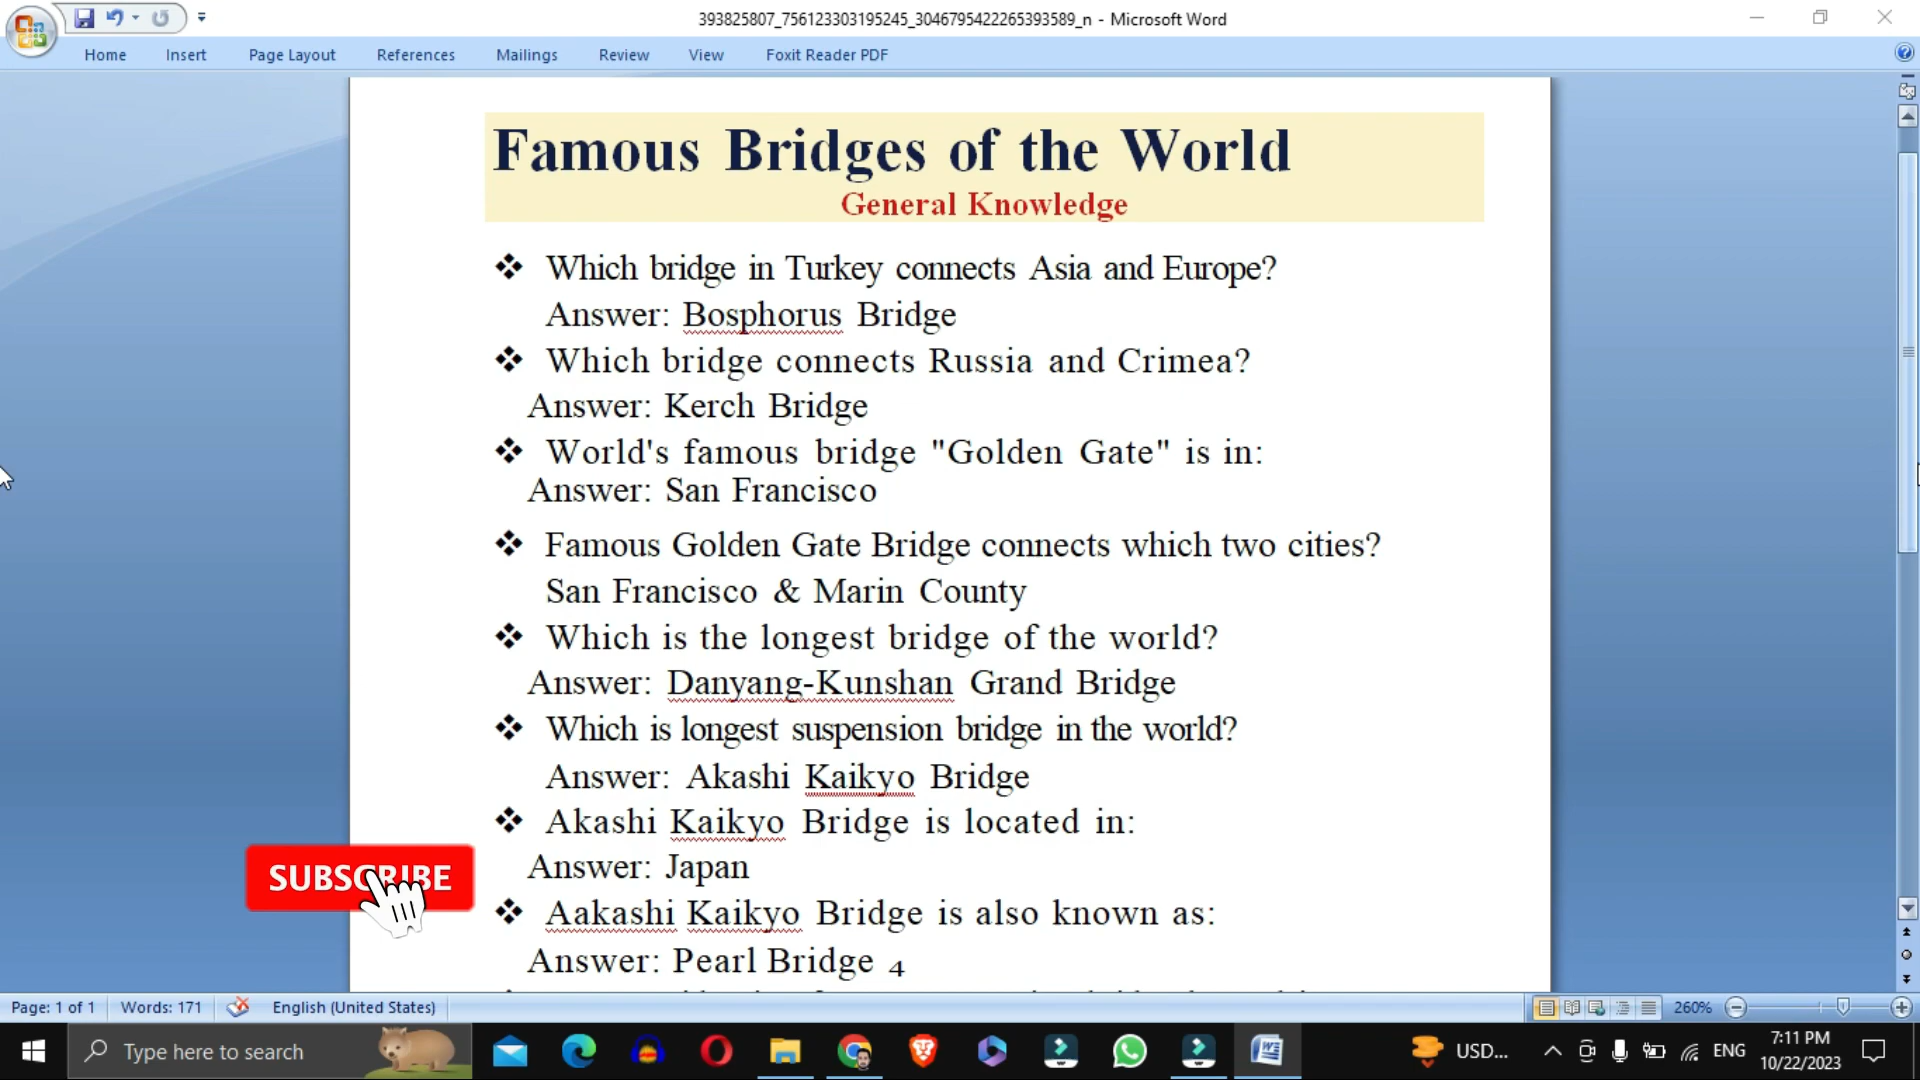 393825807_756123303195245_3046795422265393589_n - Microsoft Word
Home Insert Page Layout References Mailings Review View Foxit Reader PDF
Famous Bridges of the World
General Knowledge
Which bridge in Turkey connects Asia and Europe?
Answer: Bosphorus Bridge
Which bridge connects Russia and Crimea?
Answer: Kerch Bridge
World's famous bridge "Golden Gate" is in:
Answer: San Francisco
Famous Golden Gate Bridge connects which two cities?
San Francisco & Marin County
Which is the longest bridge of the world?
Answer: Danyang-Kunshan Grand Bridge
Which is longest suspension bridge in the world?
Answer: Akashi Kaikyo Bridge
Akashi Kaikyo Bridge is located in:
Answer: Japan
SUBSCRIBE
Aakashi Kaikyo Bridge is also known as:
Answer: Pearl Bridge 4
Page: 1 of 1 Words: 171 English (United States) 260%
Type here to search USD... ENG 7:11 PM
10/22/2023